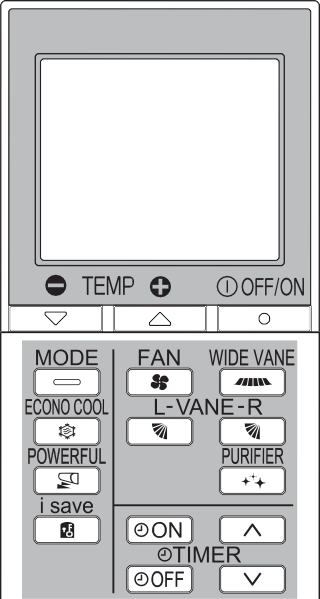 TEMP OFF/ON
MODE FAN WIDE VANE
ECONO COOL L-VANE-R
POWERFUL PURIFIER
i save
ON
TIMER
OFF